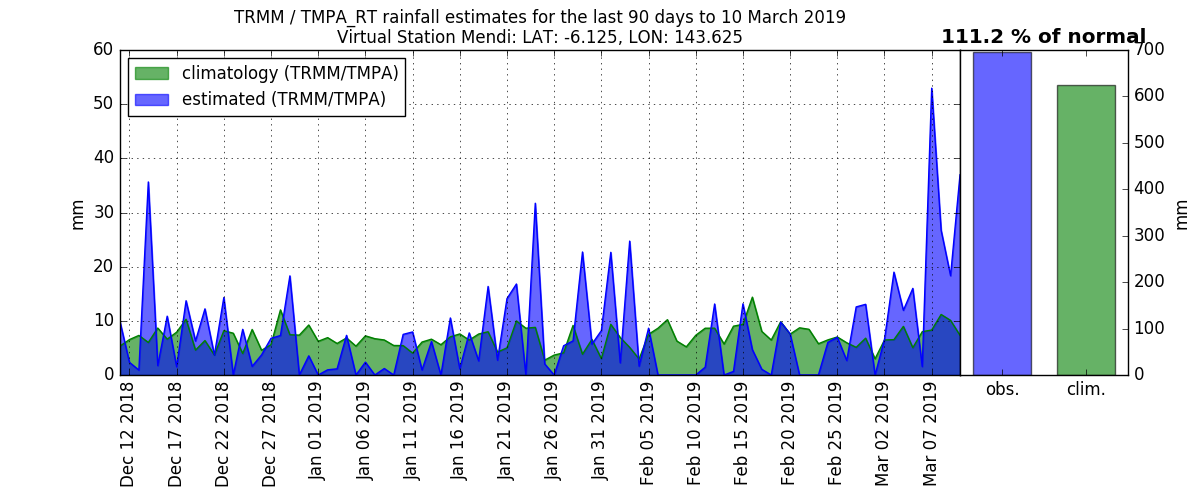 TRMM / TMPA_RT rainfall estimates for the last 90 days to 10 March 2019
Virtual Station Mendi: LAT: -6.125, LON: 143.625
111.2 % of normal
climatology (TRMM/TMPA)
estimated (TRMM/TMPA)
mm
60
50
40
30
20
10
0
Dec 12 2018
Dec 17 2018
Dec 22 2018
Dec 27 2018
Jan 01 2019
Jan 06 2019
Jan 11 2019
Jan 16 2019
Jan 21 2019
Jan 26 2019
Jan 31 2019
Feb 05 2019
Feb 10 2019
Feb 15 2019
Feb 20 2019
Feb 25 2019
Mar 02 2019
Mar 07 2019
obs.
clim.
700
600
500
400
300
200
100
0
mm